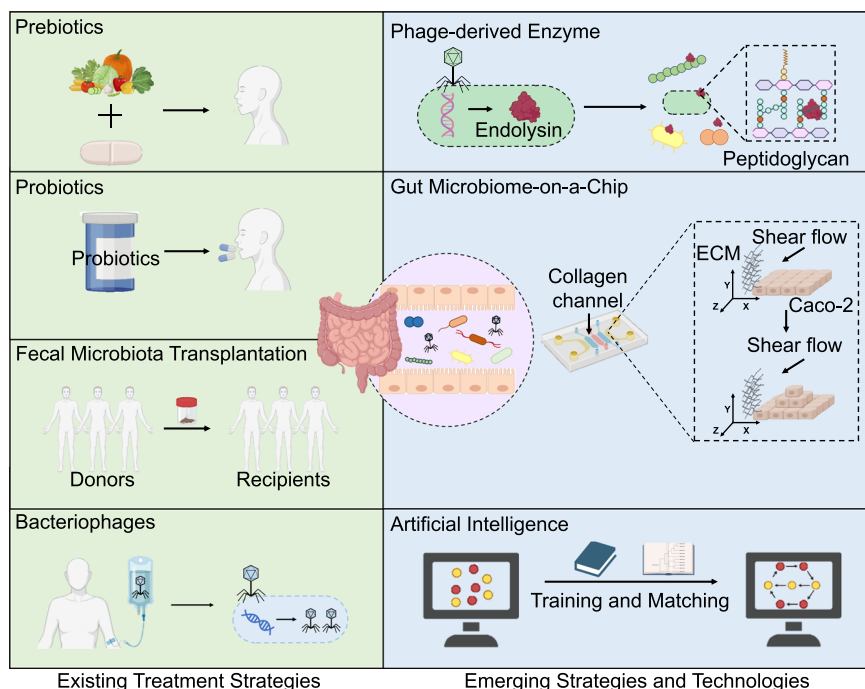 Prebiotics
Probiotics
Probiotics
Fecal Microbiota Transplantation
Donors
Recipients
Bacteriophages
Existing Treatment Strategies
Phage-derived Enzyme
Endolysin
Peptidoglycan
Gut Microbiome-on-a-Chip
Collagen
channel
Shear flow
ECM
Y
Z
X
Caco-2
Shear flow
Y
Z
X
Artificial Intelligence
Training and Matching
Emerging Strategies and Technologies